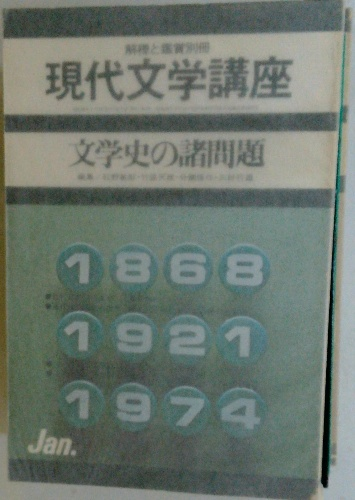 解釈と鑑賞別冊
現代文学講座
文学史の諸問題
1868
1921
1974
Jan.